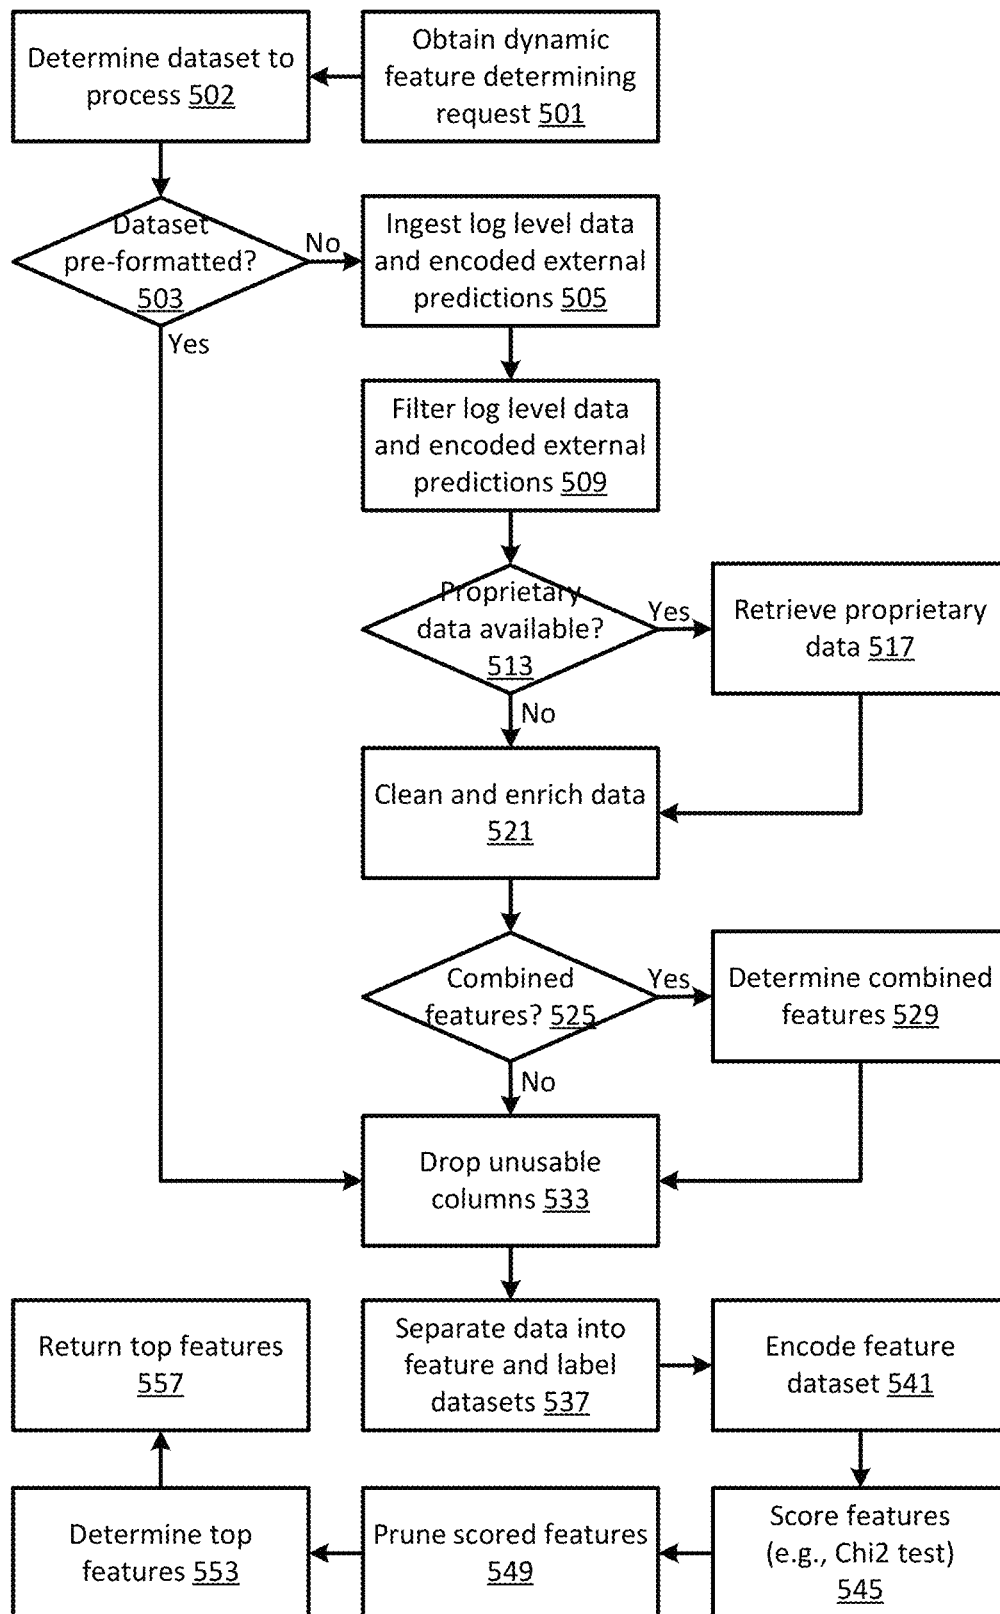 Obtain dynamic
feature determining
request 501
Determine dataset to
process 502
Dataset
pre-formatted?
503
No
Yes
Ingest log level data
and encoded external
predictions 505
Filter log level data
and encoded external
predictions 509
Proprietary
data available?
513
Yes
No
Retrieve proprietary
data 517
Clean and enrich data
521
Combined
features? 525
Yes
No
Determine combined
features 529
Drop unusable
columns 533
Separate data into
feature and label
datasets 537
Encode feature
dataset 541
Score features
(e.g., Chi2 test)
545
Prune scored features
549
Determine top
features 553
Return top features
557